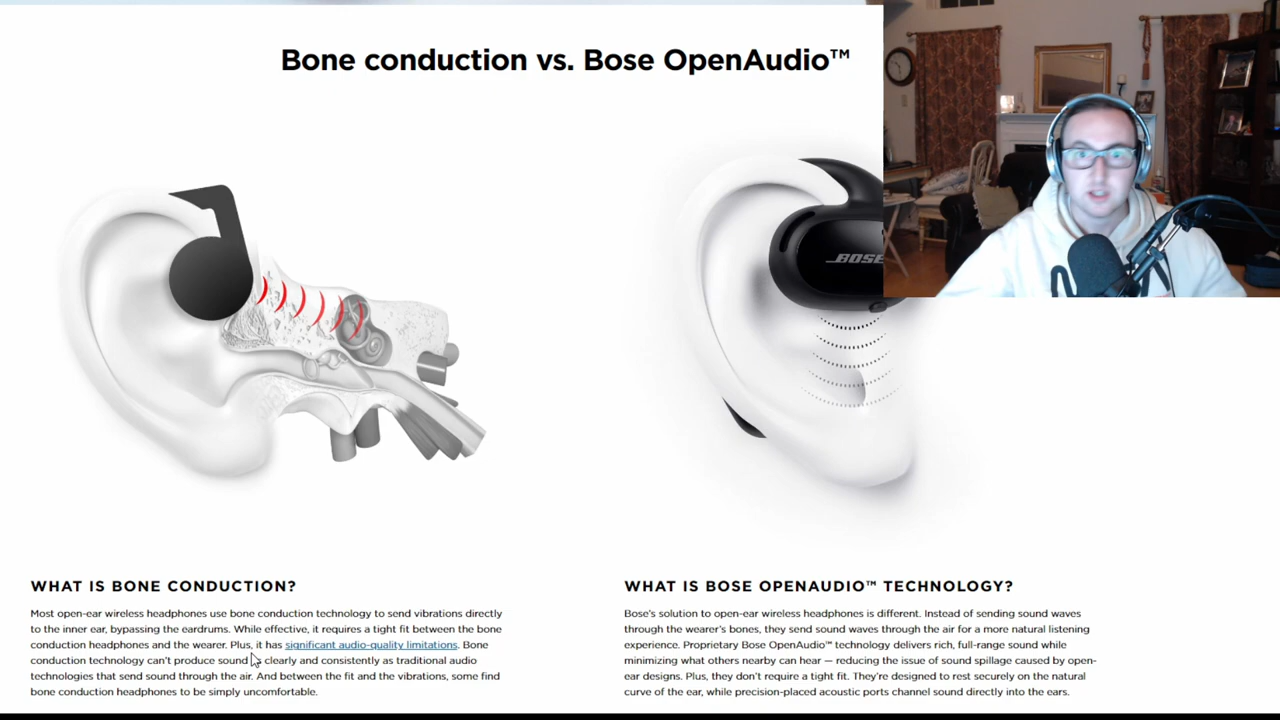 Bone conduction vs. Bose OpenAudio™
BOSE
WHAT IS BONE CONDUCTION?
Most open-ear wireless headphones use bone conduction technology to send vibrations directly
to the inner ear, bypassing the eardrums. While effective, it requires a tight fit between the bone
conduction headphones and the wearer. Plus, it has significant audio-quality limitations. Bone
conduction technology can't produce sound as clearly and consistently as traditional audio
technologies that send sound through the air. And between the fit and the vibrations, some find
bone conduction headphones to be simply uncomfortable.
WHAT IS BOSE OPENAUDIO™ TECHNOLOGY?
Bose's solution to open-ear wireless headphones is different. Instead of sending sound waves
through the wearer's bones, they send sound waves through the air for a more natural listening
experience. Proprietary Bose OpenAudio™ technology delivers rich, full-range sound while
minimizing what others nearby can hear — reducing the issue of sound spillage caused by open-
ear designs. Plus, they don't require a tight fit. They're designed to rest securely on the natural
curve of the ear, while precision-placed acoustic ports channel sound directly into the ears.